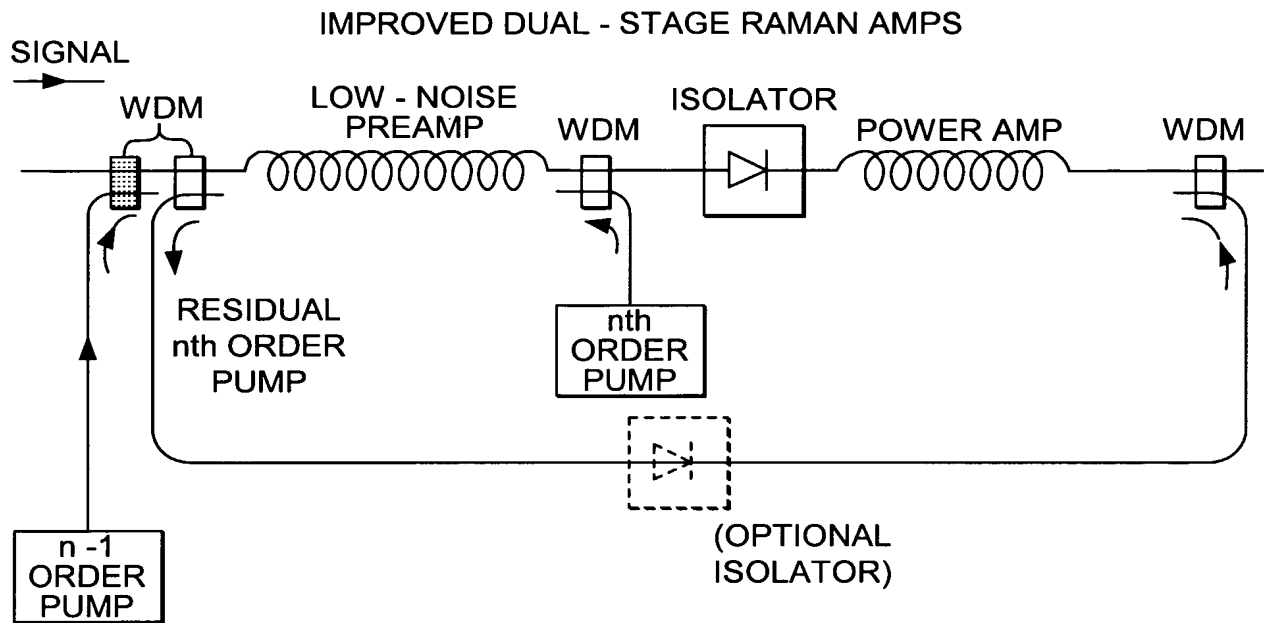 IMPROVED DUAL - STAGE RAMAN AMPS
SIGNAL
WDM
LOW - NOISE
PREAMP
WDM
ISOLATOR
POWER AMP
WDM
RESIDUAL
nth ORDER
PUMP
nth
ORDER
PUMP
n -1
ORDER
PUMP
(OPTIONAL
ISOLATOR)